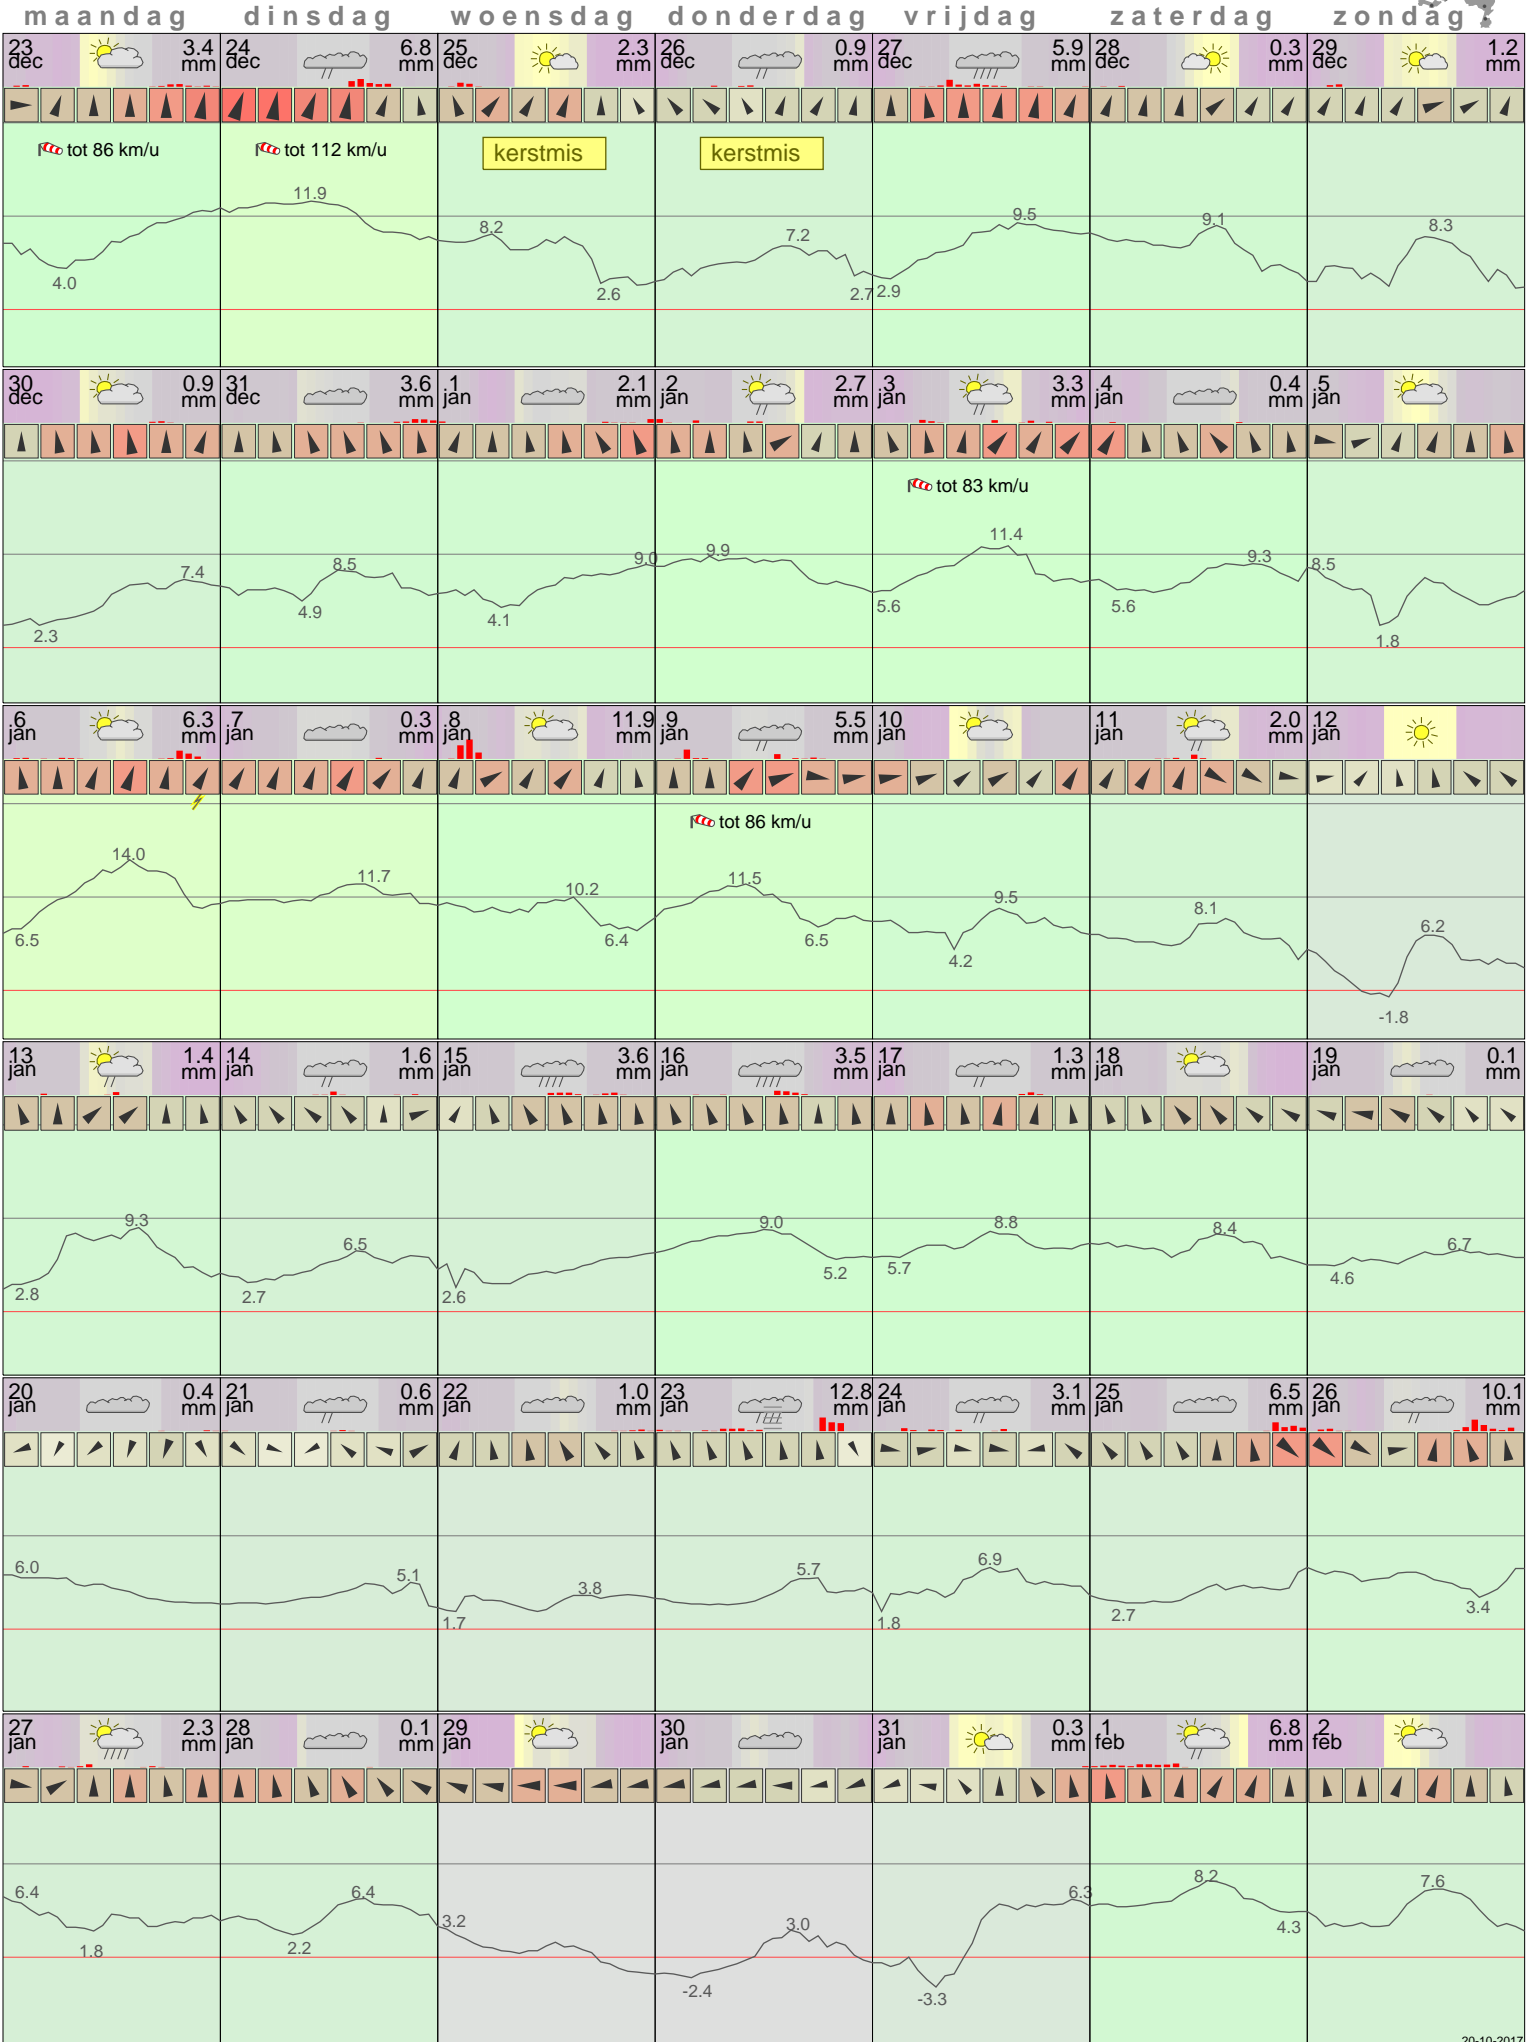 maandag dinsdag woensdag donderdag vrijdag zaterdag zondag
23 dec 3.4 mm 24 dec 6.8 mm 25 dec 2.3 mm 26 dec 0.9 mm 27 dec 5.9 mm 28 dec 0.3 mm 29 dec 1.2 mm
tot 86 km/u tot 112 km/u kerstmis kerstmis
11.9 8.2 7.2 9.5 9.1 8.3
4.0 2.6 2.7 2.9
30 dec 0.9 mm 31 dec 3.6 mm .1 jan 2.1 mm .2 jan 2.7 mm .3 jan 3.3 mm .4 jan 0.4 mm .5 jan
tot 83 km/u
7.4 8.5 9.0 9.9 11.4 9.3 8.5
2.3 4.9 4.1 5.6 5.6 1.8
.6 jan 6.3 mm .7 jan 0.3 mm .8 jan 11.9 mm .9 jan 5.5 mm 10 jan 11 jan 2.0 mm 12 jan
tot 86 km/u
14.0 11.7 10.2 11.5 9.5 8.1 6.2
6.5 6.4 6.5 4.2 -1.8
13 jan 1.4 mm 14 jan 1.6 mm 15 jan 3.6 mm 16 jan 3.5 mm 17 jan 1.3 mm 18 jan 19 jan 0.1 mm
9.3 6.5 9.0 8.8 8.4 6.7
2.8 2.7 2.6 5.2 5.7 4.6
20 jan 0.4 mm 21 jan 0.6 mm 22 jan 1.0 mm 23 jan 12.8 mm 24 jan 3.1 mm 25 jan 6.5 mm 26 jan 10.1 mm
6.0 5.1 3.8 5.7 6.9
1.7 1.8 2.7 3.4
27 jan 2.3 mm 28 jan 0.1 mm 29 jan 30 jan 31 jan 0.3 mm .1 feb 6.8 mm .2 feb
6.4 6.4 3.2 3.0 6.3 8.2 7.6
1.8 2.2 -2.4 -3.3 4.3
20-10-2017